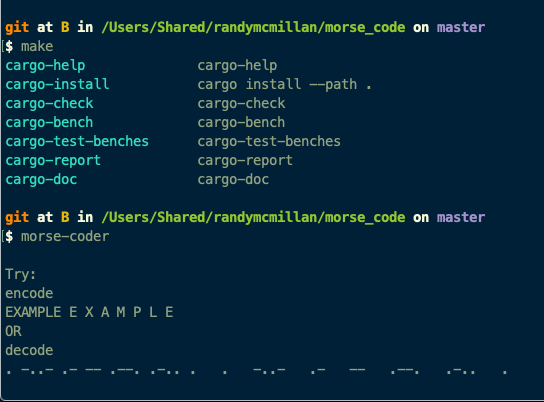 git at B in /Users/Shared/randymcmillan/morse_code on master
$ make
cargo-help cargo-help
cargo-install cargo install --path .
cargo-check cargo-check
cargo-bench cargo-bench
cargo-test-benches cargo-test-benches
cargo-report cargo-report
cargo-doc cargo-doc
git at B in /Users/Shared/randymcmillan/morse_code on master
$ morse-coder
Try:
encode
EXAMPLE E X A M P L E
OR
decode
. -..- .- -- .--. .-.. .   .   -..-   .-   --   .--.   .-..   .